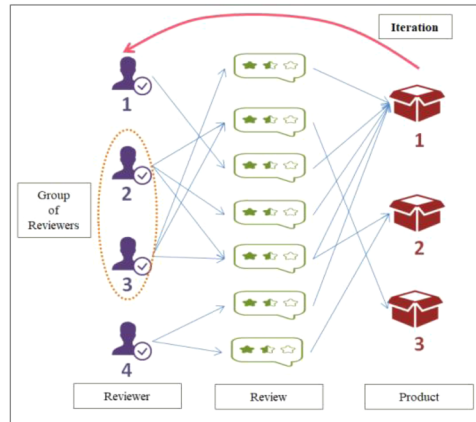 Iteration
1
1
2
Group
of
Reviewers
2
3
3
4
Reviewer
Review
Product